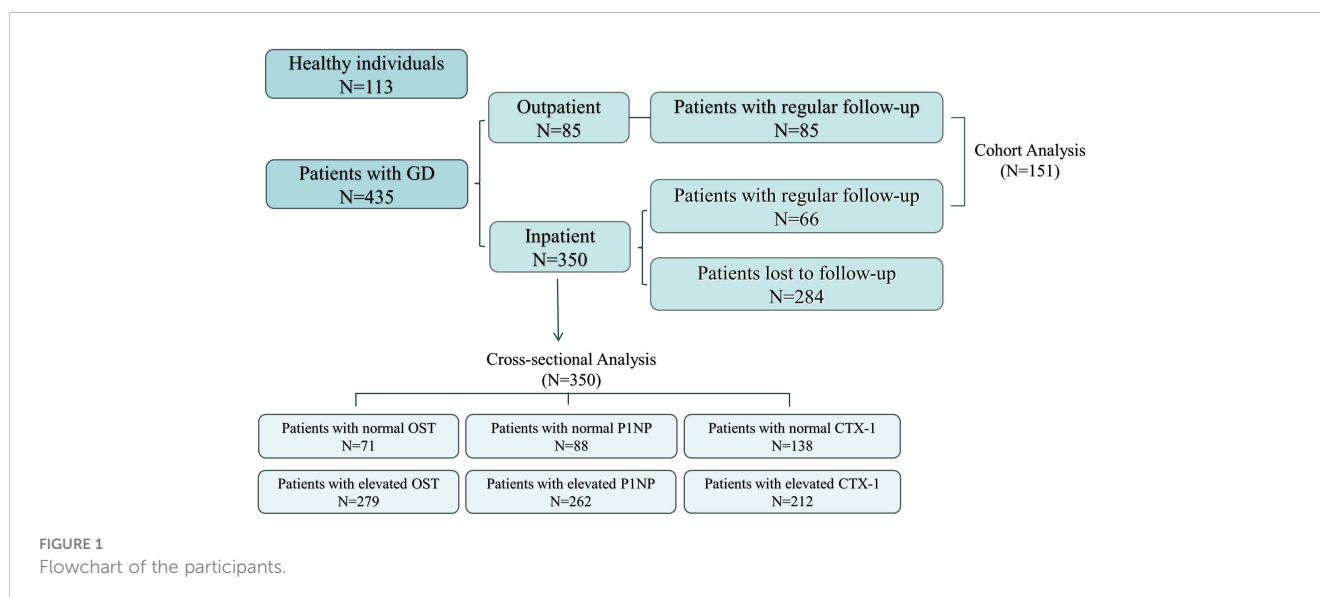 Healthy individuals
N=113
Patients with GD
N=435
Outpatient
N=85
Patients with regular follow-up
N=85
Cohort Analysis
(N=151)
Patients with regular follow-up
N=66
Inpatient
N=350
Patients lost to follow-up
N=284
Cross-sectional Analysis
(N=350)
Patients with normal OST
N=71
Patients with normal P1NP
N=88
Patients with normal CTX-1
N=138
Patients with elevated OST
N=279
Patients with elevated P1NP
N=262
Patients with elevated CTX-1
N=212
FIGURE 1
Flowchart of the participants.